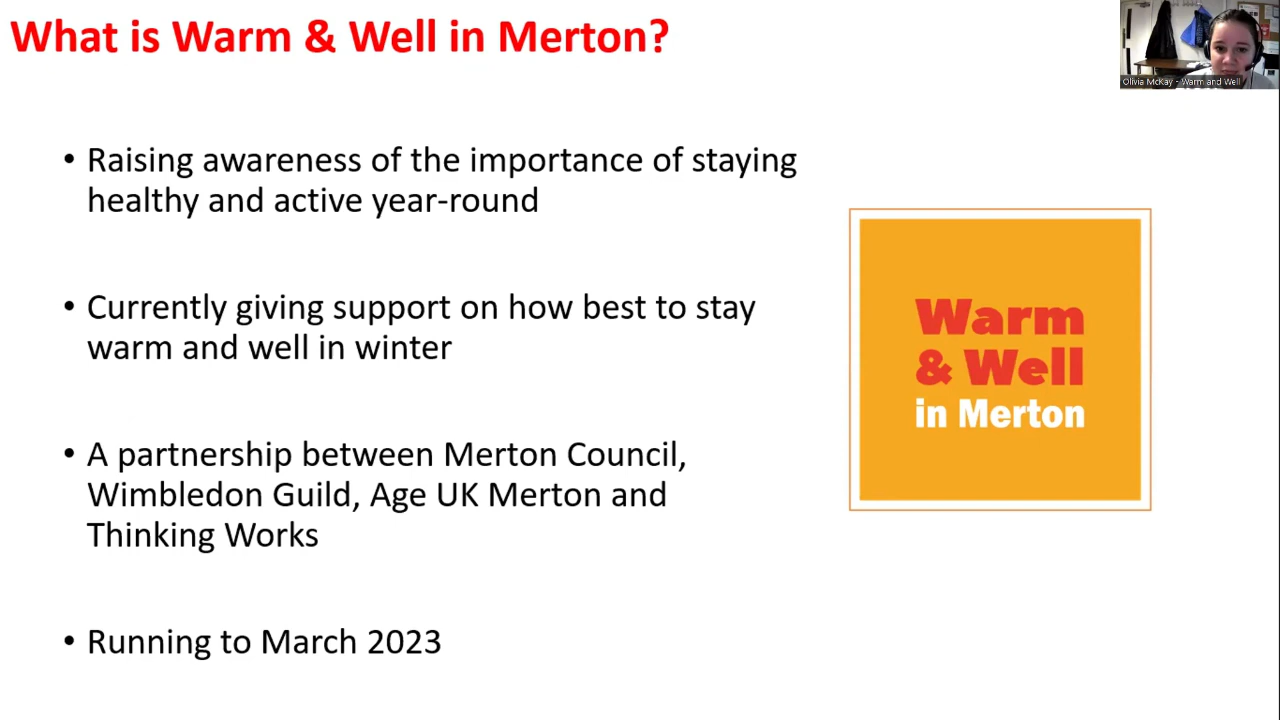 What is Warm & Well in Merton?
Olivia McKay - Warm and Well
• Raising awareness of the importance of staying
healthy and active year-round
• Currently giving support on how best to stay
warm and well in winter
• A partnership between Merton Council,
Wimbledon Guild, Age UK Merton and
Thinking Works
• Running to March 2023
Warm
& Well
in Merton